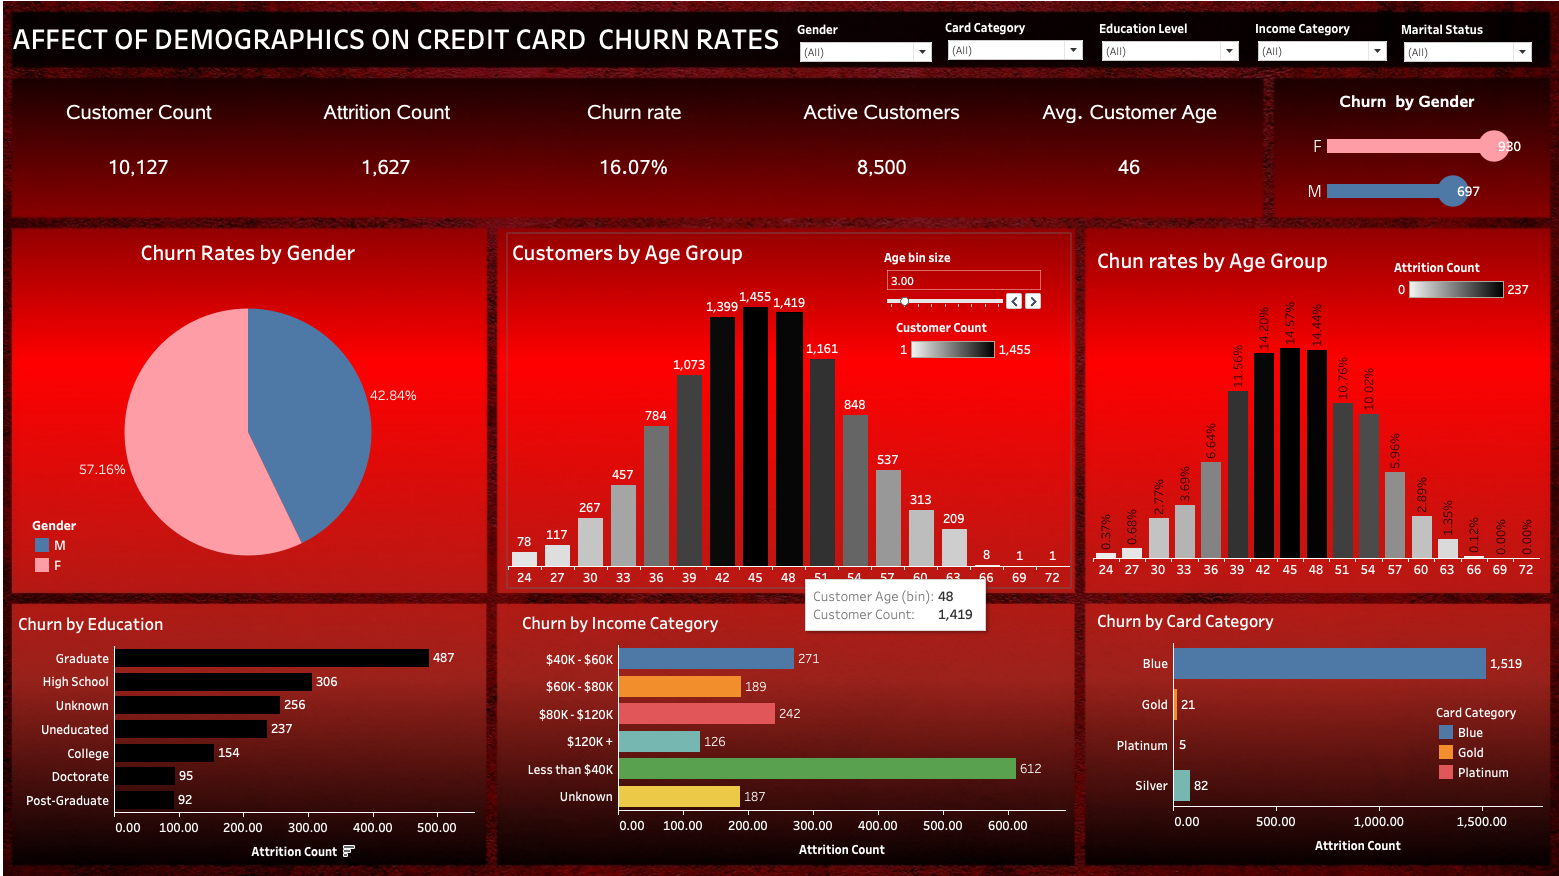 AFFECT OF DEMOGRAPHICS ON CREDIT CARD CHURN RATES
Gender
(All)
Card Category
(All)
Education Level
(All)
Income Category
(All)
Marital Status
(All)
Customer Count
10,127
Attrition Count
1,627
Churn rate
16.07%
Active Customers
8,500
Avg. Customer Age
46
Churn by Gender
F 930
M 697
Churn Rates by Gender
42.84%
57.16%
Gender
M
F
Customers by Age Group
Age bin size
3.00
Customer Count
1 1,455
78 117 267 457 784 1,073 1,399 1,455 1,419 1,161 848 537 313 209 8 1 1
24 27 30 33 36 39 42 45 48 51 54 57 60 63 66 69 72
Customer Age (bin): 48
Customer Count: 1,419
Chun rates by Age Group
Attrition Count
0 237
0.37% 0.68% 2.77% 3.69% 6.64% 11.56% 14.20% 14.57% 14.44% 10.76% 10.02% 5.96% 2.89% 1.35% 0.12% 0.00% 0.00%
24 27 30 33 36 39 42 45 48 51 54 57 60 63 66 69 72
Churn by Education
Graduate 487
High School 306
Unknown 256
Uneducated 237
College 154
Doctorate 95
Post-Graduate 92
0.00 100.00 200.00 300.00 400.00 500.00
Attrition Count
Churn by Income Category
$40K - $60K 271
$60K - $80K 189
$80K - $120K 242
$120K + 126
Less than $40K 612
Unknown 187
0.00 100.00 200.00 300.00 400.00 500.00 600.00
Attrition Count
Churn by Card Category
Blue 1,519
Gold 21
Platinum 5
Silver 82
Card Category
Blue
Gold
Platinum
0.00 500.00 1,000.00 1,500.00
Attrition Count